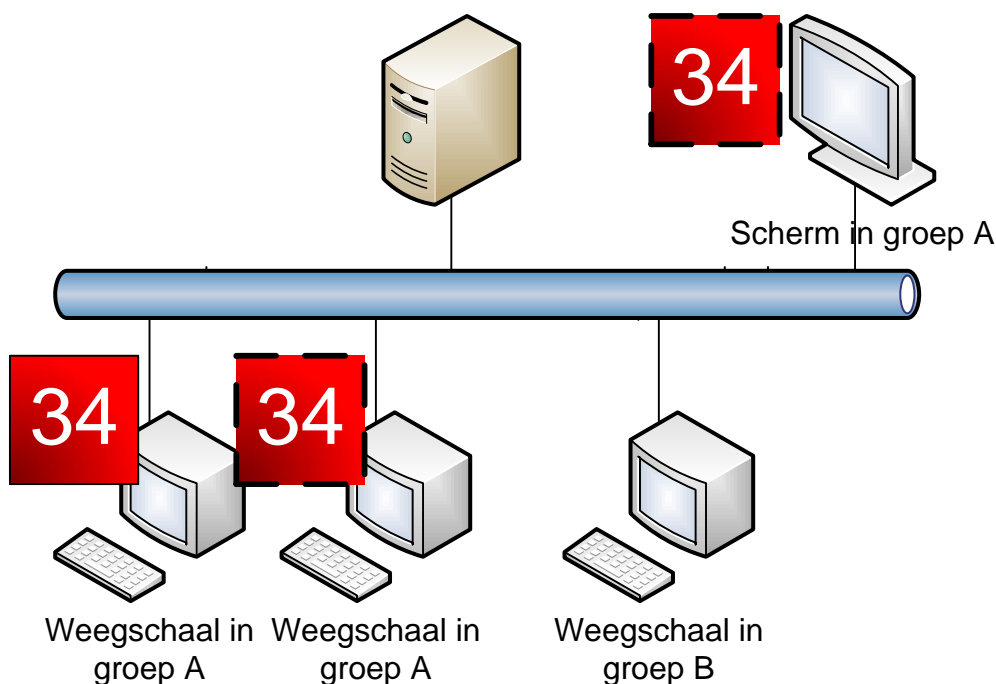 34
Scherm in groep A
34
34
Weegschaal in
groep A
Weegschaal in
groep A
Weegschaal in
groep B